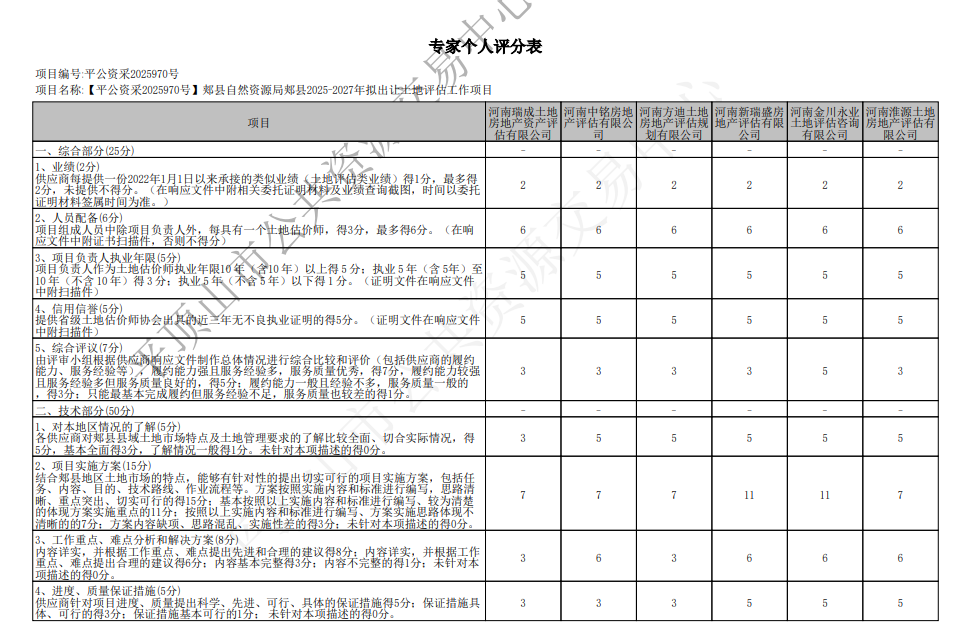 专家个人评分表
项目编号:平公资采2025970号
项目名称:【平公资采2025970号】郏县自然资源局郏县2025-2027年拟出让土地评估工作项目
项目 河南瑞成土地房地产资产评估有限公司 河南中铭房地产评估有限公司 河南方迪土地房地产评估规划有限公司 河南新瑞盛房地产评估有限公司 河南金川永业土地评估咨询有限公司 河南淮源土地房地产评估有限公司
一、综合部分(25分) - - - - - -
1、业绩(2分)
供应商每提供一份2022年1月1日以来承接的类似业绩（土地评估类业绩）得1分，最多得
2分，未提供不得分。（在响应文件中附相关委托证明材料及业绩查询截图，时间以委托
证明材料签属时间为准。）
2 2 2 2 2 2
2、人员配备(6分)
项目组成人员中除项目负责人外，每具有一个土地估价师，得3分，最多得6分。（在响
应文件中附证书扫描件，否则不得分）
6 6 6 6 6 6
3、项目负责人执业年限(5分)
项目负责人作为土地估价师执业年限10年（含10年）以上得5分；执业5年（含5年）至
10年（不含10年）得3分；执业5年（不含5年）以下得1分。（证明文件在响应文件
中附扫描件）
5 5 5 5 5 5
4、信用信誉(5分)
提供省级土地估价师协会出具的近三年无不良执业证明的得5分。（证明文件在响应文件
中附扫描件）
5 5 5 5 5 5
5、综合评议(7分)
由评审小组根据供应商响应文件制作总体情况进行综合比较和评价（包括供应商的履约
能力、服务经验等），履约能力强且服务经验多，服务质量优秀，得7分，履约能力较强
且服务经验多但服务质量良好的，得5分；履约能力一般且经验不多，服务质量一般的
，得3分；只能最基本完成履约但服务经验不足，服务质量也较差的得1分。
3 3 3 3 5 3
二、技术部分(50分) - - - - - -
1、对本地区情况的了解(5分)
各供应商对郏县县域土地市场特点及土地管理要求的了解比较全面、切合实际情况，得
5分，基本全面得3分，了解情况一般得1分。未针对本项描述的得0分。
3 5 5 5 5 5
2、项目实施方案(15分)
结合郏县地区土地市场的特点，能够有针对性的提出切实可行的项目实施方案，包括任
务、内容、目的、技术路线、作业流程等。方案按照实施内容和标准进行编写，思路清
晰、重点突出、切实可行的得15分；基本按照以上实施内容和标准进行编写、较为清楚
的体现方案实施重点的11分；按照以上实施内容和标准进行编写、方案实施思路体现不
清晰的的7分；方案内容缺项、思路混乱、实施性差的得3分；未针对本项描述的得0分。
7 7 7 11 11 7
3、工作重点、难点分析和解决方案(8分)
内容详实，并根据工作重点、难点提出先进和合理的建议得8分；内容详实，并根据工作
重点、难点提出合理的建议得6分；内容基本完整得3分；内容不完整的得1分；未针对本
项描述的得0分。
3 6 3 6 6 6
4、进度、质量保证措施(5分)
供应商针对项目进度、质量提出科学、先进、可行、具体的保证措施得5分；保证措施具
体、可行的得3分；保证措施基本可行的1分； 未针对本项描述的得0分。
3 3 3 5 5 5
平顶山市公共资源交易中心